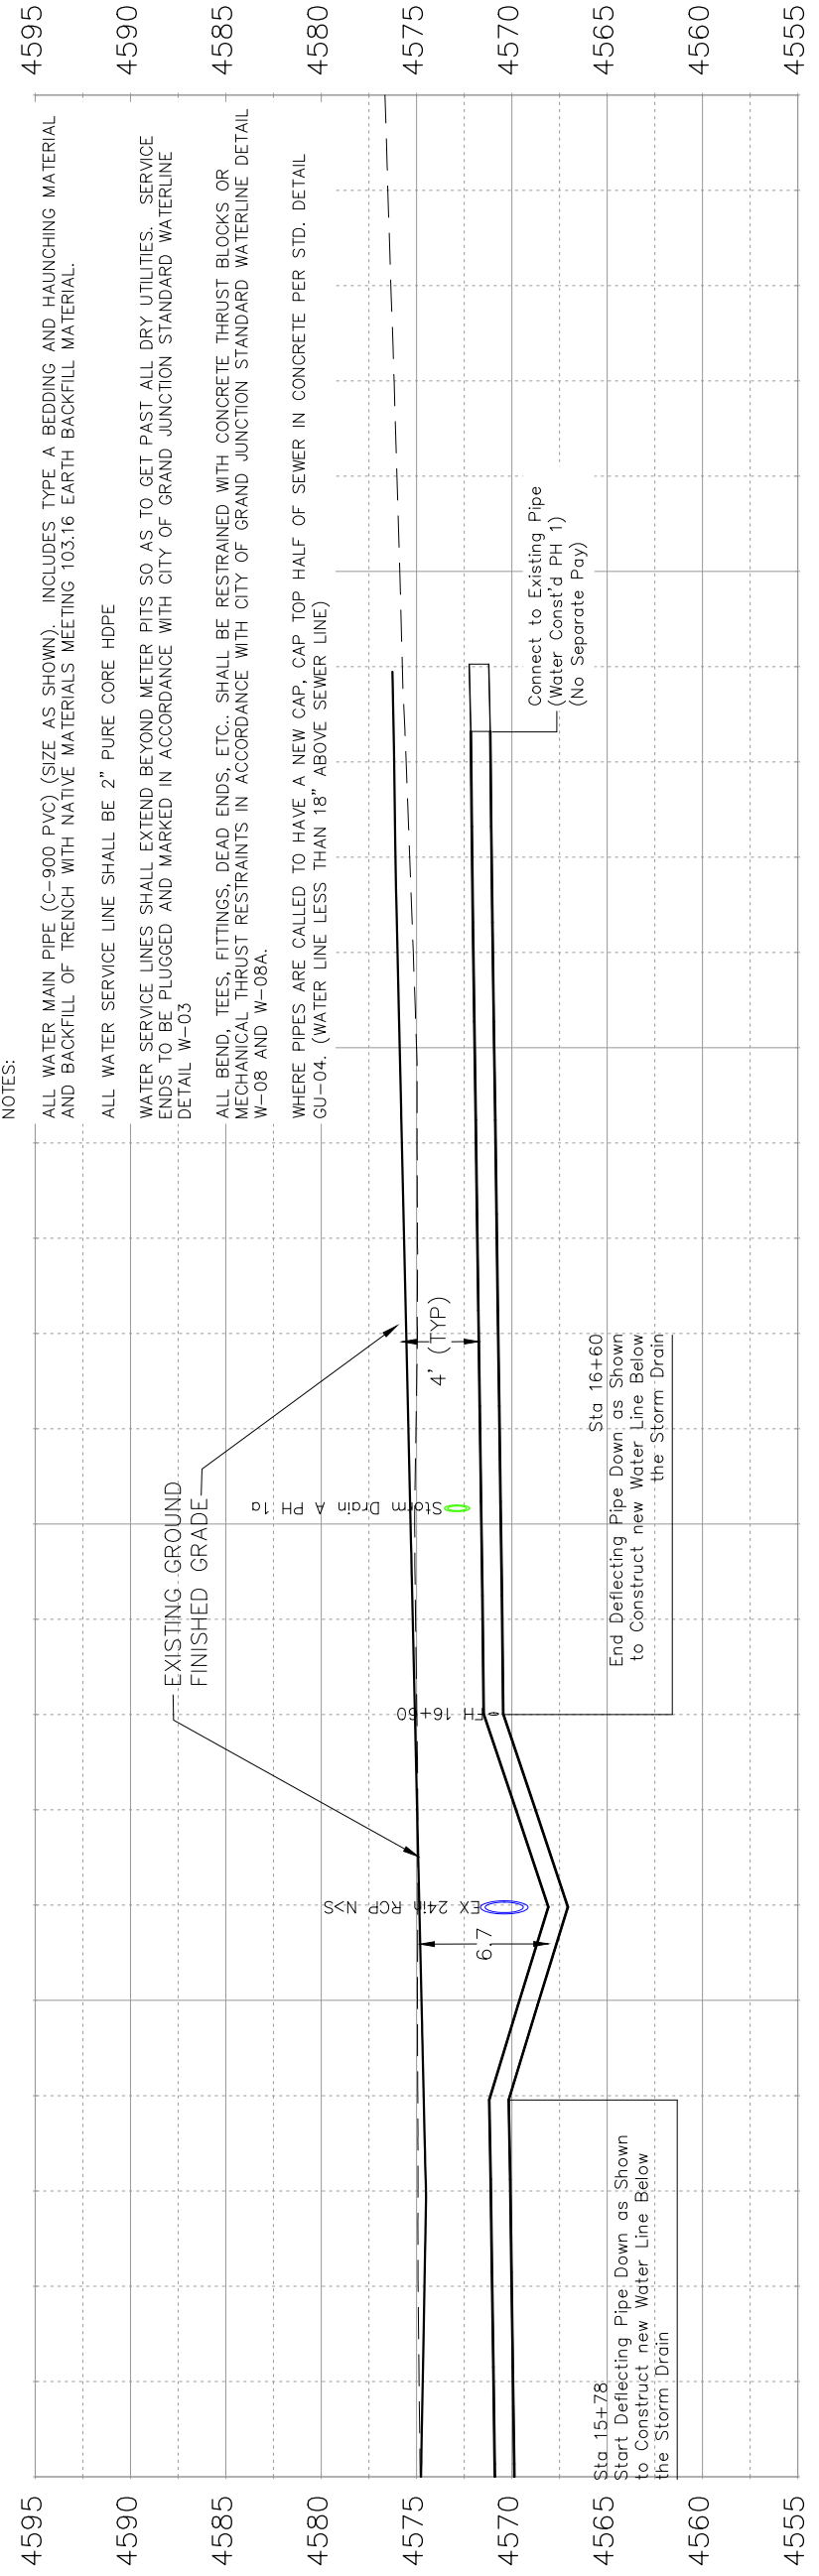 NOTES:
ALL WATER MAIN PIPE (C-900 PVC) (SIZE AS SHOWN). INCLUDES TYPE A BEDDING AND HAUNCHING MATERIAL
AND BACKFILL OF TRENCH WITH NATIVE MATERIALS MEETING 103.16 EARTH BACKFILL MATERIAL.
ALL WATER SERVICE LINE SHALL BE 2" PURE CORE HDPE
WATER SERVICE LINES SHALL EXTEND BEYOND METER PITS SO AS TO GET PAST ALL DRY UTILITIES. SERVICE
ENDS TO BE PLUGGED AND MARKED IN ACCORDANCE WITH CITY OF GRAND JUNCTION STANDARD WATERLINE
DETAIL W-03
ALL BEND, TEES, FITTINGS, DEAD ENDS, ETC.. SHALL BE RESTRAINED WITH CONCRETE THRUST BLOCKS OR
MECHANICAL THRUST RESTRAINTS IN ACCORDANCE WITH CITY OF GRAND JUNCTION STANDARD WATERLINE DETAIL
W-08 AND W-08A.
WHERE PIPES ARE CALLED TO HAVE A NEW CAP, CAP TOP HALF OF SEWER IN CONCRETE PER STD. DETAIL
GU-04. (WATER LINE LESS THAN 18" ABOVE SEWER LINE)
4595
4590
4585
4580
4575
4570
4565
4560
4555
EXISTING GROUND
FINISHED GRADE
EX 24in RCP N>S
6.7
FH 16+60
Storm Drain A PH 1a
4' (TYP)
Sta 15+78
Start Deflecting Pipe Down as Shown
to Construct new Water Line Below
the Storm Drain
Sta 16+60
End Deflecting Pipe Down as Shown
to Construct new Water Line Below
the Storm Drain
Connect to Existing Pipe
(Water Const'd PH 1)
(No Separate Pay)
4595
4590
4585
4580
4575
4570
4565
4560
4555